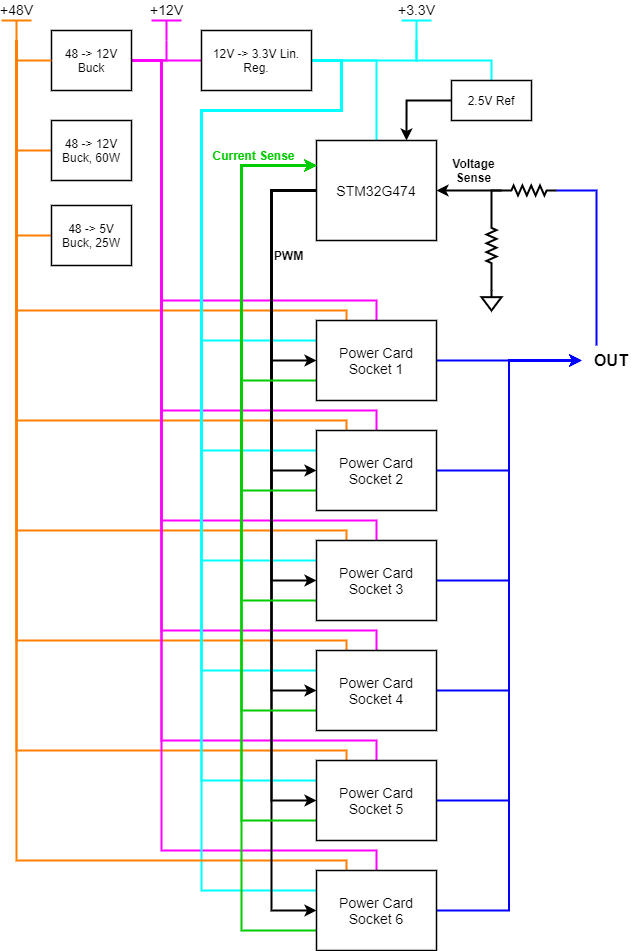 +48V
+12V
+3.3V
48 -> 12V
Buck
12V -> 3.3V Lin.
Reg.
2.5V Ref
48 -> 12V
Buck, 60W
Current Sense
STM32G474
Voltage
Sense
48 -> 5V
Buck, 25W
PWM
Power Card
Socket 1
OUT
Power Card
Socket 2
Power Card
Socket 3
Power Card
Socket 4
Power Card
Socket 5
Power Card
Socket 6